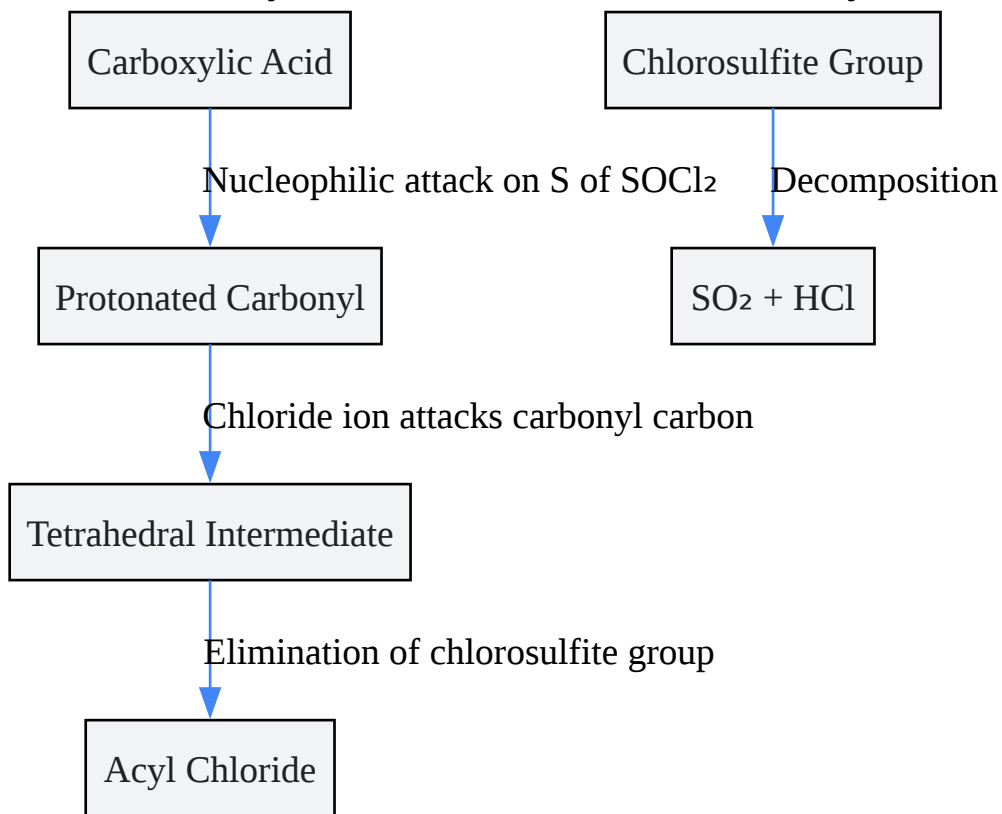 Carboxylic Acid
Chlorosulfite Group
Nucleophilic attack on S of SOCl₂
Decomposition
Protonated Carbonyl
SO₂ + HCl
Chloride ion attacks carbonyl carbon
Tetrahedral Intermediate
Elimination of chlorosulfite group
Acyl Chloride